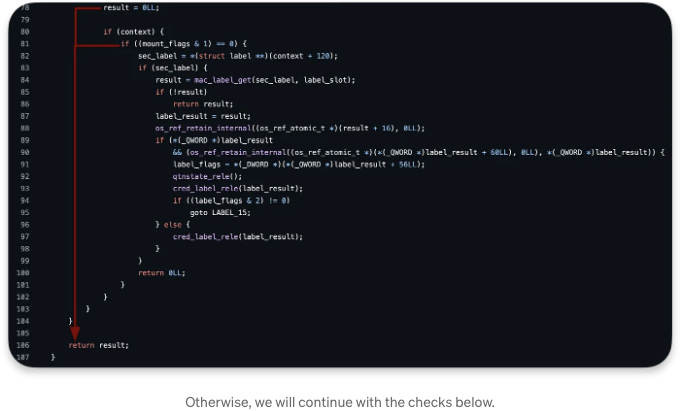 78 result = 0LL;
79
80 if (context) {
81 if ((mount_flags & 1) == 0) {
82 sec_label = *(struct label **)(context + 120);
83 if (sec_label) {
84 result = mac_label_get(sec_label, label_slot);
85 if (!result)
86 return result;
87 label_result = result;
88 os_ref_retain_internal((os_ref_atomic_t *)(result + 16), 0LL);
89 if (*(_QWORD *)label_result
90 && (os_ref_retain_internal((os_ref_atomic_t *)(*(_QWORD *)label_result + 60LL), 0LL), *(_QWORD *)label_result)) {
91 label_flags = *(_DWORD *)(*(_QWORD *)label_result + 56LL);
92 qtnstate_rele();
93 cred_label_rele(label_result);
94 if ((label_flags & 2) != 0)
95 goto LABEL_15;
96 } else {
97 cred_label_rele(label_result);
98 }
99 }
100 return 0LL;
101 }
102 }
103 }
104 }
105
106 return result;
107 }
Otherwise, we will continue with the checks below.